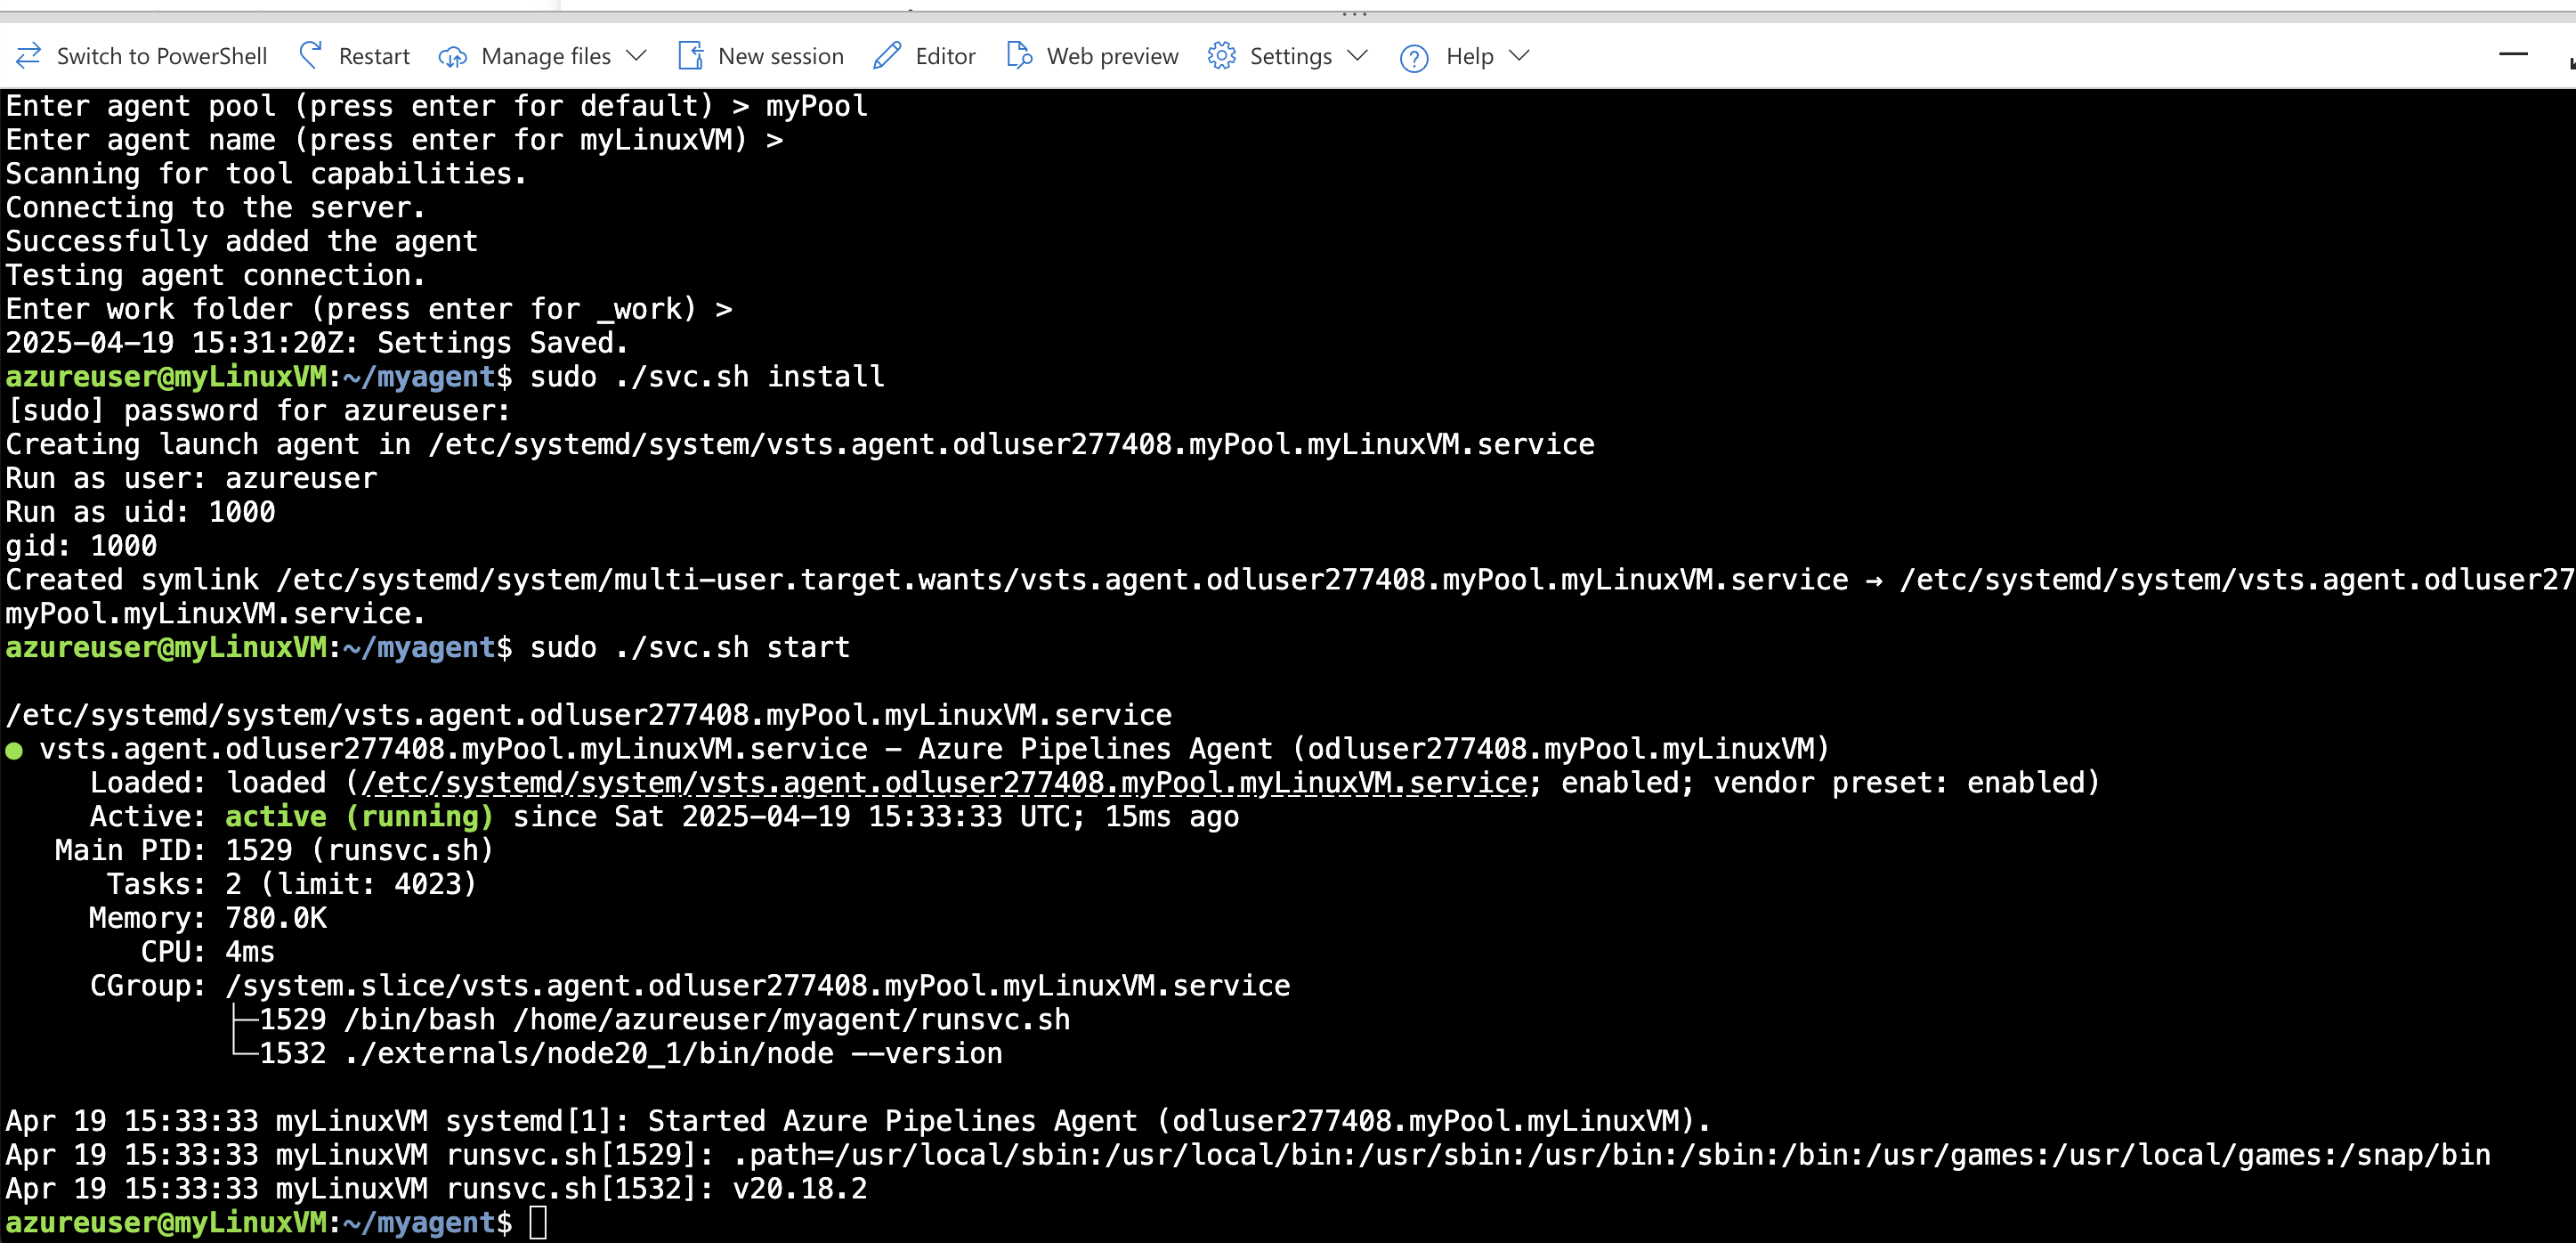 Switch to PowerShell Restart Manage files New session Editor Web preview Settings Help
Enter agent pool (press enter for default) > myPool
Enter agent name (press enter for myLinuxVM) >
Scanning for tool capabilities.
Connecting to the server.
Successfully added the agent
Testing agent connection.
Enter work folder (press enter for _work) >
2025-04-19 15:31:20Z: Settings Saved.
azureuser@myLinuxVM:~/myagent$ sudo ./svc.sh install
[sudo] password for azureuser:
Creating launch agent in /etc/systemd/system/vsts.agent.odluser277408.myPool.myLinuxVM.service
Run as user: azureuser
Run as uid: 1000
gid: 1000
Created symlink /etc/systemd/system/multi-user.target.wants/vsts.agent.odluser277408.myPool.myLinuxVM.service → /etc/systemd/system/vsts.agent.odluser27
myPool.myLinuxVM.service.
azureuser@myLinuxVM:~/myagent$ sudo ./svc.sh start
/etc/systemd/system/vsts.agent.odluser277408.myPool.myLinuxVM.service
● vsts.agent.odluser277408.myPool.myLinuxVM.service - Azure Pipelines Agent (odluser277408.myPool.myLinuxVM)
Loaded: loaded (/etc/systemd/system/vsts.agent.odluser277408.myPool.myLinuxVM.service; enabled; vendor preset: enabled)
Active: active (running) since Sat 2025-04-19 15:33:33 UTC; 15ms ago
Main PID: 1529 (runsvc.sh)
Tasks: 2 (limit: 4023)
Memory: 780.0K
CPU: 4ms
CGroup: /system.slice/vsts.agent.odluser277408.myPool.myLinuxVM.service
├─1529 /bin/bash /home/azureuser/myagent/runsvc.sh
└─1532 ./externals/node20_1/bin/node --version
Apr 19 15:33:33 myLinuxVM systemd[1]: Started Azure Pipelines Agent (odluser277408.myPool.myLinuxVM).
Apr 19 15:33:33 myLinuxVM runsvc.sh[1529]: .path=/usr/local/sbin:/usr/local/bin:/usr/sbin:/usr/bin:/sbin:/bin:/usr/games:/usr/local/games:/snap/bin
Apr 19 15:33:33 myLinuxVM runsvc.sh[1532]: v20.18.2
azureuser@myLinuxVM:~/myagent$